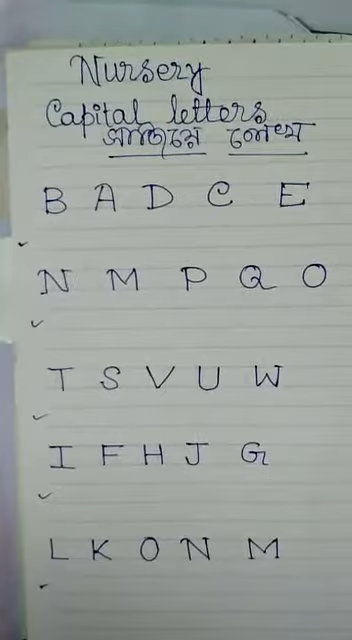 Nursery
Capital letters
সাজিয়ে লেখ
B A D C E
N M P Q O
T S V U W
I F H J G
L K O N M